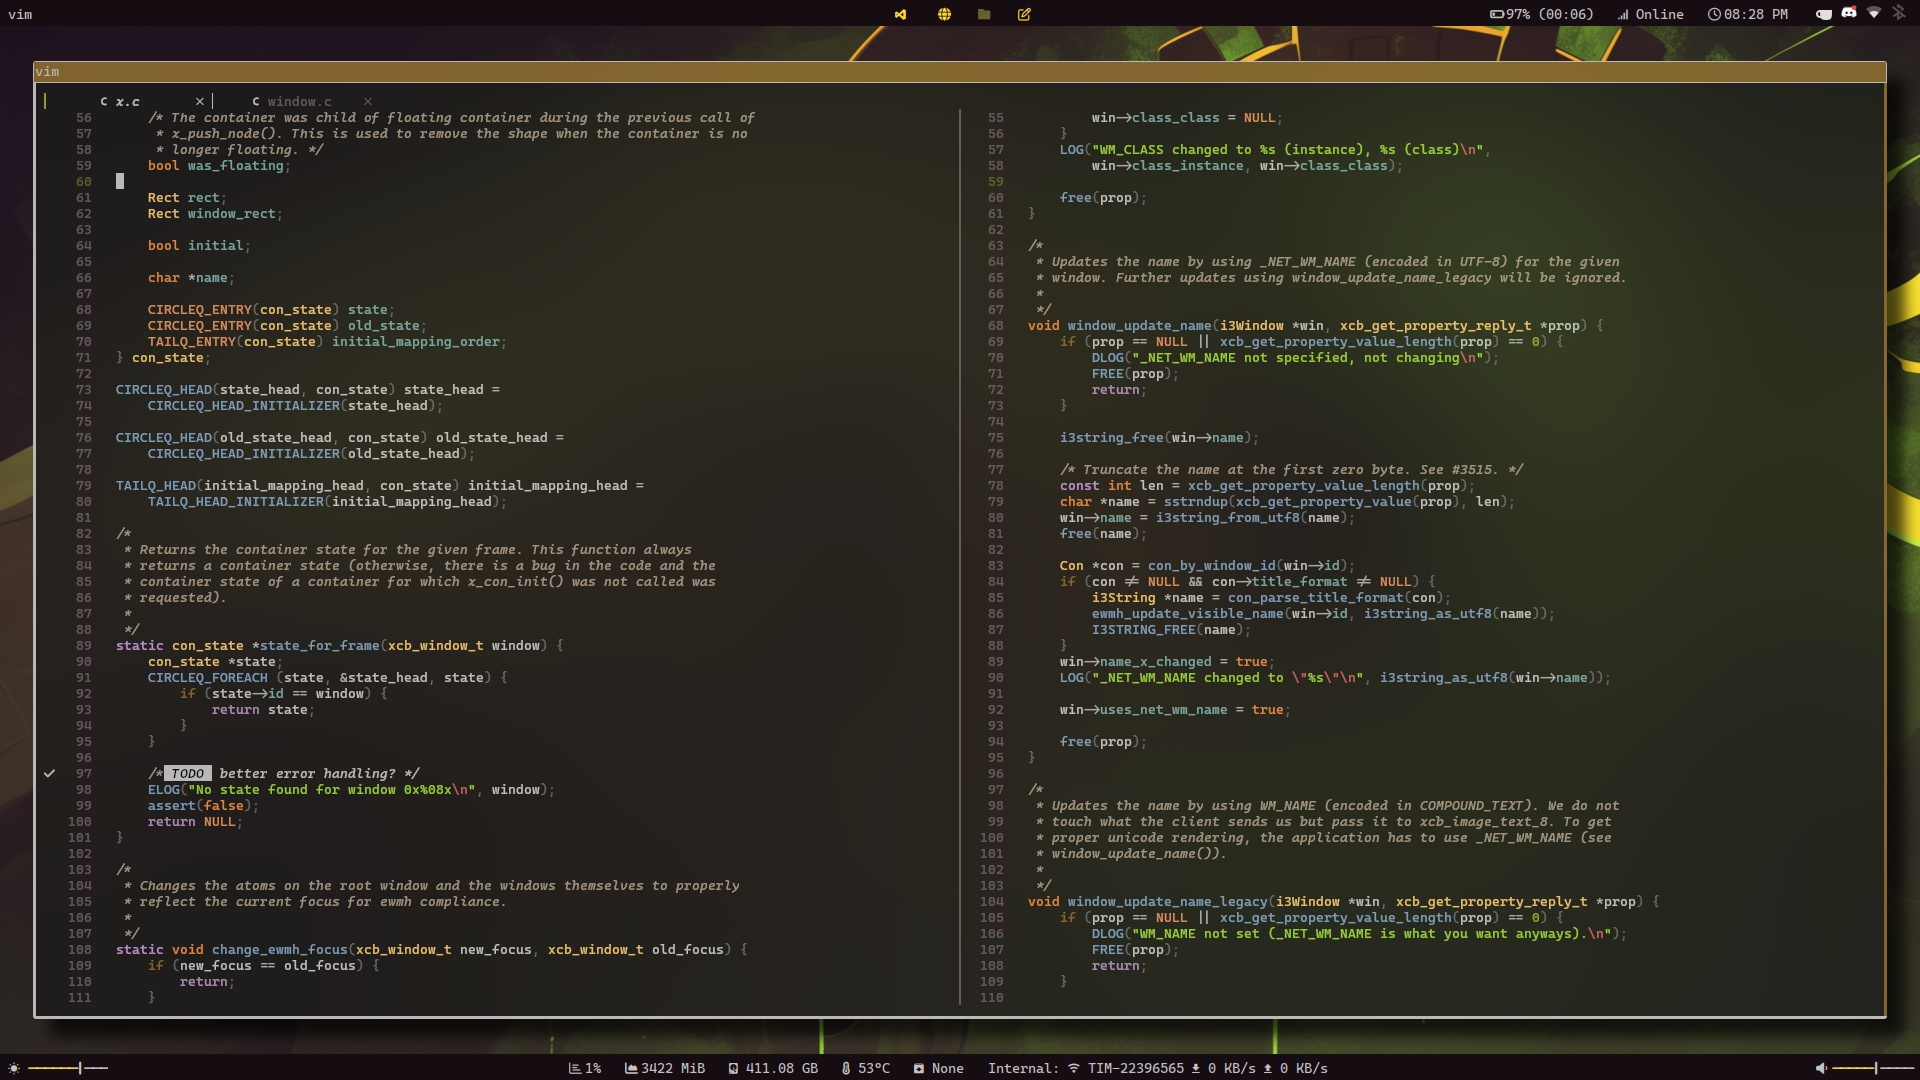 vim
97% (00:06) Online 08:28 PM
vim
C x.c × C window.c ×
56 /* The container was child of floating container during the previous call of
57 * x_push_node(). This is used to remove the shape when the container is no
58 * longer floating. */
59 bool was_floating;
60
61 Rect rect;
62 Rect window_rect;
63
64 bool initial;
65
66 char *name;
67
68 CIRCLEQ_ENTRY(con_state) state;
69 CIRCLEQ_ENTRY(con_state) old_state;
70 TAILQ_ENTRY(con_state) initial_mapping_order;
71 } con_state;
72
73 CIRCLEQ_HEAD(state_head, con_state) state_head =
74 CIRCLEQ_HEAD_INITIALIZER(state_head);
75
76 CIRCLEQ_HEAD(old_state_head, con_state) old_state_head =
77 CIRCLEQ_HEAD_INITIALIZER(old_state_head);
78
79 TAILQ_HEAD(initial_mapping_head, con_state) initial_mapping_head =
80 TAILQ_HEAD_INITIALIZER(initial_mapping_head);
81
82 /*
83 * Returns the container state for the given frame. This function always
84 * returns a container state (otherwise, there is a bug in the code and the
85 * container state of a container for which x_con_init() was not called was
86 * requested).
87 *
88 */
89 static con_state *state_for_frame(xcb_window_t window) {
90 con_state *state;
91 CIRCLEQ_FOREACH (state, &state_head, state) {
92 if (state->id == window) {
93 return state;
94 }
95 }
96
97 /* TODO better error handling? */
98 ELOG("No state found for window 0x%08x\n", window);
99 assert(false);
100 return NULL;
101 }
102
103 /*
104 * Changes the atoms on the root window and the windows themselves to properly
105 * reflect the current focus for ewmh compliance.
106 *
107 */
108 static void change_ewmh_focus(xcb_window_t new_focus, xcb_window_t old_focus) {
109 if (new_focus == old_focus) {
110 return;
111 }
55 win->class_class = NULL;
56 }
57 LOG("WM_CLASS changed to %s (instance), %s (class)\n",
58 win->class_instance, win->class_class);
59
60 free(prop);
61 }
62
63 /*
64 * Updates the name by using _NET_WM_NAME (encoded in UTF-8) for the given
65 * window. Further updates using window_update_name_legacy will be ignored.
66 *
67 */
68 void window_update_name(i3Window *win, xcb_get_property_reply_t *prop) {
69 if (prop == NULL || xcb_get_property_value_length(prop) == 0) {
70 DLOG("_NET_WM_NAME not specified, not changing\n");
71 FREE(prop);
72 return;
73 }
74
75 i3string_free(win->name);
76
77 /* Truncate the name at the first zero byte. See #3515. */
78 const int len = xcb_get_property_value_length(prop);
79 char *name = sstrndup(xcb_get_property_value(prop), len);
80 win->name = i3string_from_utf8(name);
81 free(name);
82
83 Con *con = con_by_window_id(win->id);
84 if (con != NULL && con->title_format != NULL) {
85 i3String *name = con_parse_title_format(con);
86 ewmh_update_visible_name(win->id, i3string_as_utf8(name));
87 I3STRING_FREE(name);
88 }
89 win->name_x_changed = true;
90 LOG("_NET_WM_NAME changed to \"%s\"\n", i3string_as_utf8(win->name));
91
92 win->uses_net_wm_name = true;
93
94 free(prop);
95 }
96
97 /*
98 * Updates the name by using WM_NAME (encoded in COMPOUND_TEXT). We do not
99 * touch what the client sends us but pass it to xcb_image_text_8. To get
100 * proper unicode rendering, the application has to use _NET_WM_NAME (see
101 * window_update_name()).
102 *
103 */
104 void window_update_name_legacy(i3Window *win, xcb_get_property_reply_t *prop) {
105 if (prop == NULL || xcb_get_property_value_length(prop) == 0) {
106 DLOG("WM_NAME not set (_NET_WM_NAME is what you want anyways).\n");
107 FREE(prop);
108 return;
109 }
110
1% 3422 MiB 411.08 GB 53°C None Internal: TIM-22396565 0 KB/s 0 KB/s